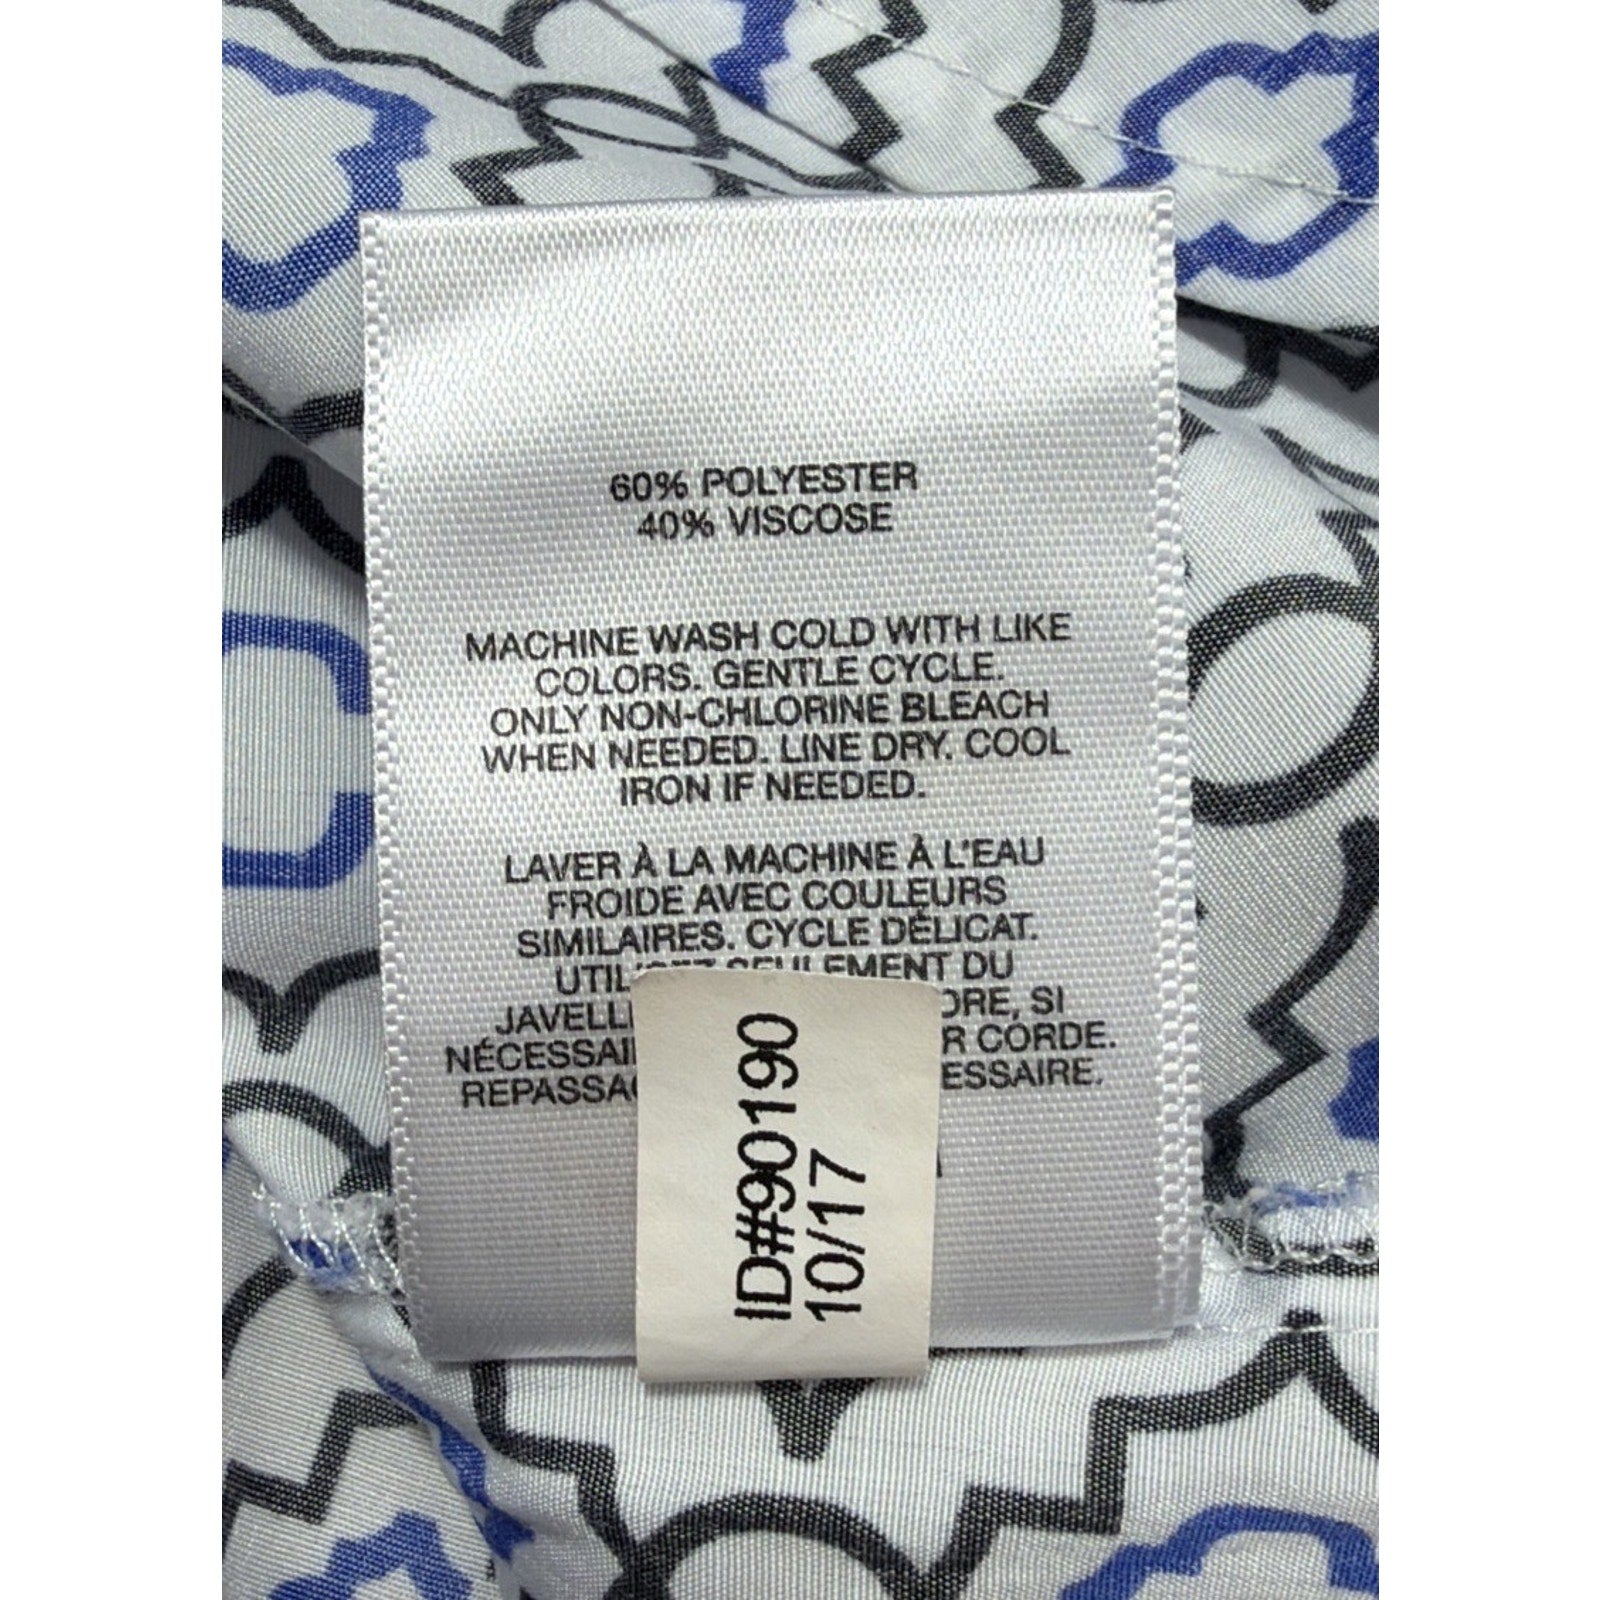 60% POLYESTER
40% VISCOSE
MACHINE WASH COLD WITH LIKE
COLORS. GENTLE CYCLE.
ONLY NON-CHLORINE BLEACH
WHEN NEEDED. LINE DRY. COOL
IRON IF NEEDED.
LAVER À LA MACHINE À L'EAU
FROIDE AVEC COULEURS
SIMILAIRES. CYCLE DÉLICAT.
SEULEMENT DU
SI
CORDE.
ID#90190
10/17